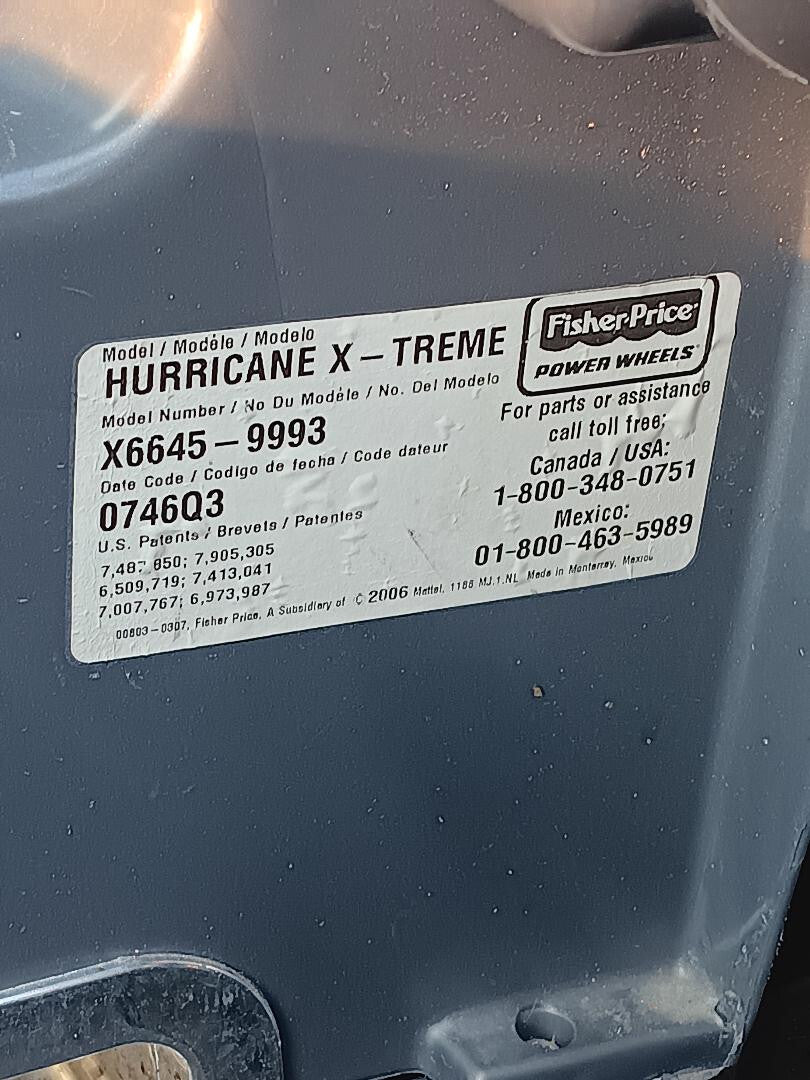 Model / Modèle / Modelo
HURRICANE X – TREME
Model Number / No Du Modèle / No. Del Modelo
X6645 – 9993
Date Code / Codigo de fecha / Code dateur
0746Q3
U.S. Patents / Brevets / Patentes
7,905,305
6,509,719; 7,413,041
7,007,767; 6,973,987
00803-0307, Fisher Price, A Subsidiary of © 2006 Mattel, MJ.1.NL Made in Monterrey, Mexico
Fisher-Price
POWER WHEELS
For parts or assistance
call toll free;
Canada / USA:
1-800-348-0751
Mexico:
01-800-463-5989